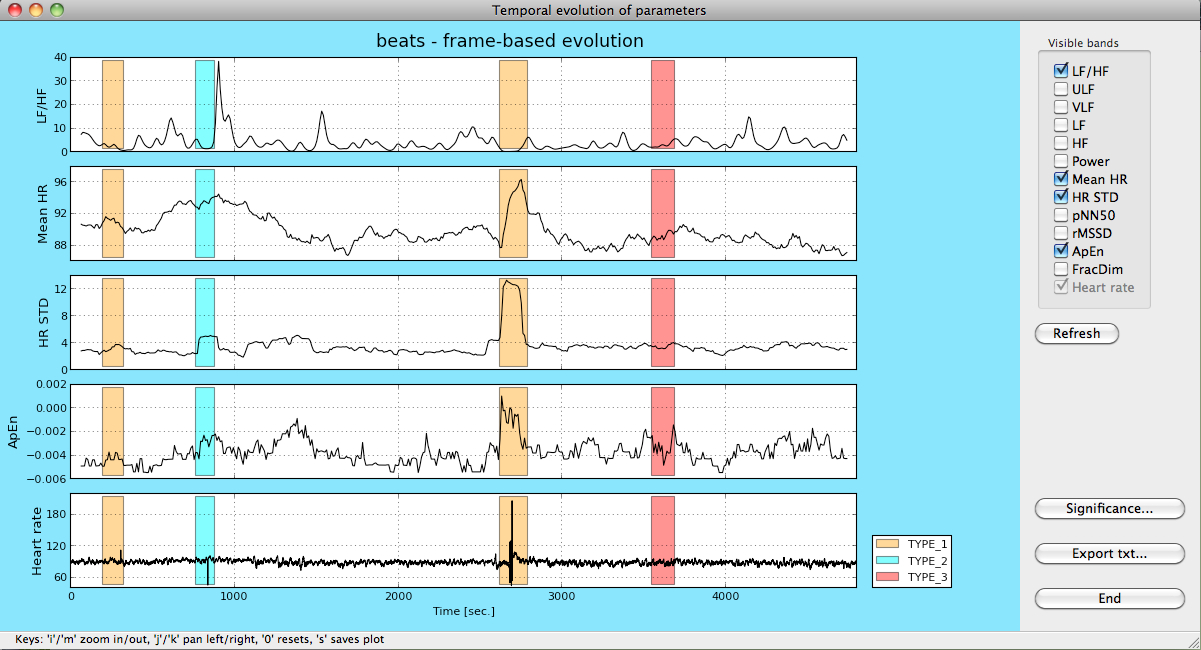 Temporal evolution of parameters
beats - frame-based evolution
40
30
20
10
0
LF/HF
96
92
88
Mean HR
12
8
4
0
HR STD
0.002
0.000
−0.002
−0.004
−0.006
ApEn
180
120
60
Heart rate
0 1000 2000 3000 4000
Time [sec.]
TYPE_1
TYPE_2
TYPE_3
Visible bands
LF/HF
ULF
VLF
LF
HF
Power
Mean HR
HR STD
pNN50
rMSSD
ApEn
FracDim
Heart rate
Refresh
Significance...
Export txt...
End
Keys: 'i'/'m' zoom in/out, 'j'/'k' pan left/right, '0' resets, 's' saves plot